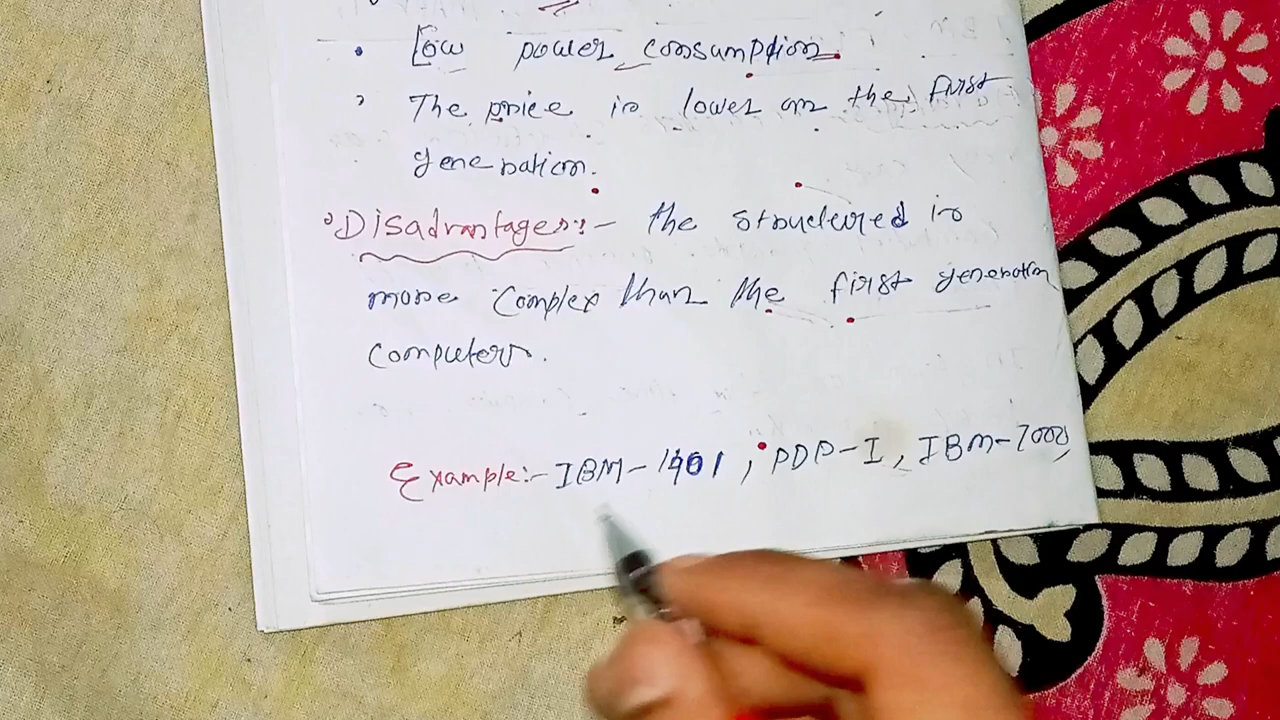 Low power consumption.
The price is lower on the first
generation.
Disadvantages:- the structured is
more complex than the first generation
computers.
Example:- IBM-1401, PDP-I, IBM-7000,